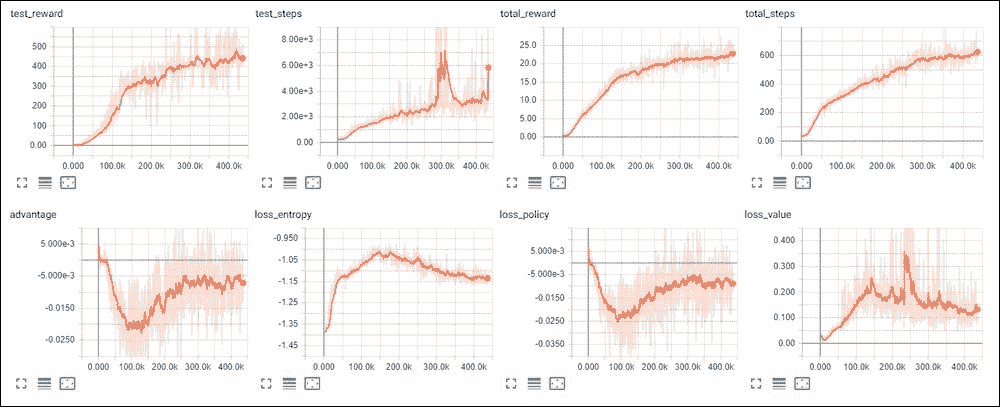 test_reward
500
400
300
200
100
0.00
0.000 100.0k 200.0k 300.0k 400.0k
test_steps
8.00e+3
6.00e+3
4.00e+3
2.00e+3
0.00
0.000 100.0k 200.0k 300.0k 400.0k
total_reward
25.0
20.0
15.0
10.0
5.00
0.00
0.000 100.0k 200.0k 300.0k 400.0k
total_steps
600
400
200
0.00
0.000 100.0k 200.0k 300.0k 400.0k
advantage
5.000e-3
-5.000e-3
-0.0150
-0.0250
0.000 100.0k 200.0k 300.0k 400.0k
loss_entropy
-0.950
-1.05
-1.15
-1.25
-1.35
-1.45
0.000 100.0k 200.0k 300.0k 400.0k
loss_policy
5.000e-3
-5.000e-3
-0.0150
-0.0250
-0.0350
0.000 100.0k 200.0k 300.0k 400.0k
loss_value
0.400
0.300
0.200
0.100
0.00
0.000 100.0k 200.0k 300.0k 400.0k